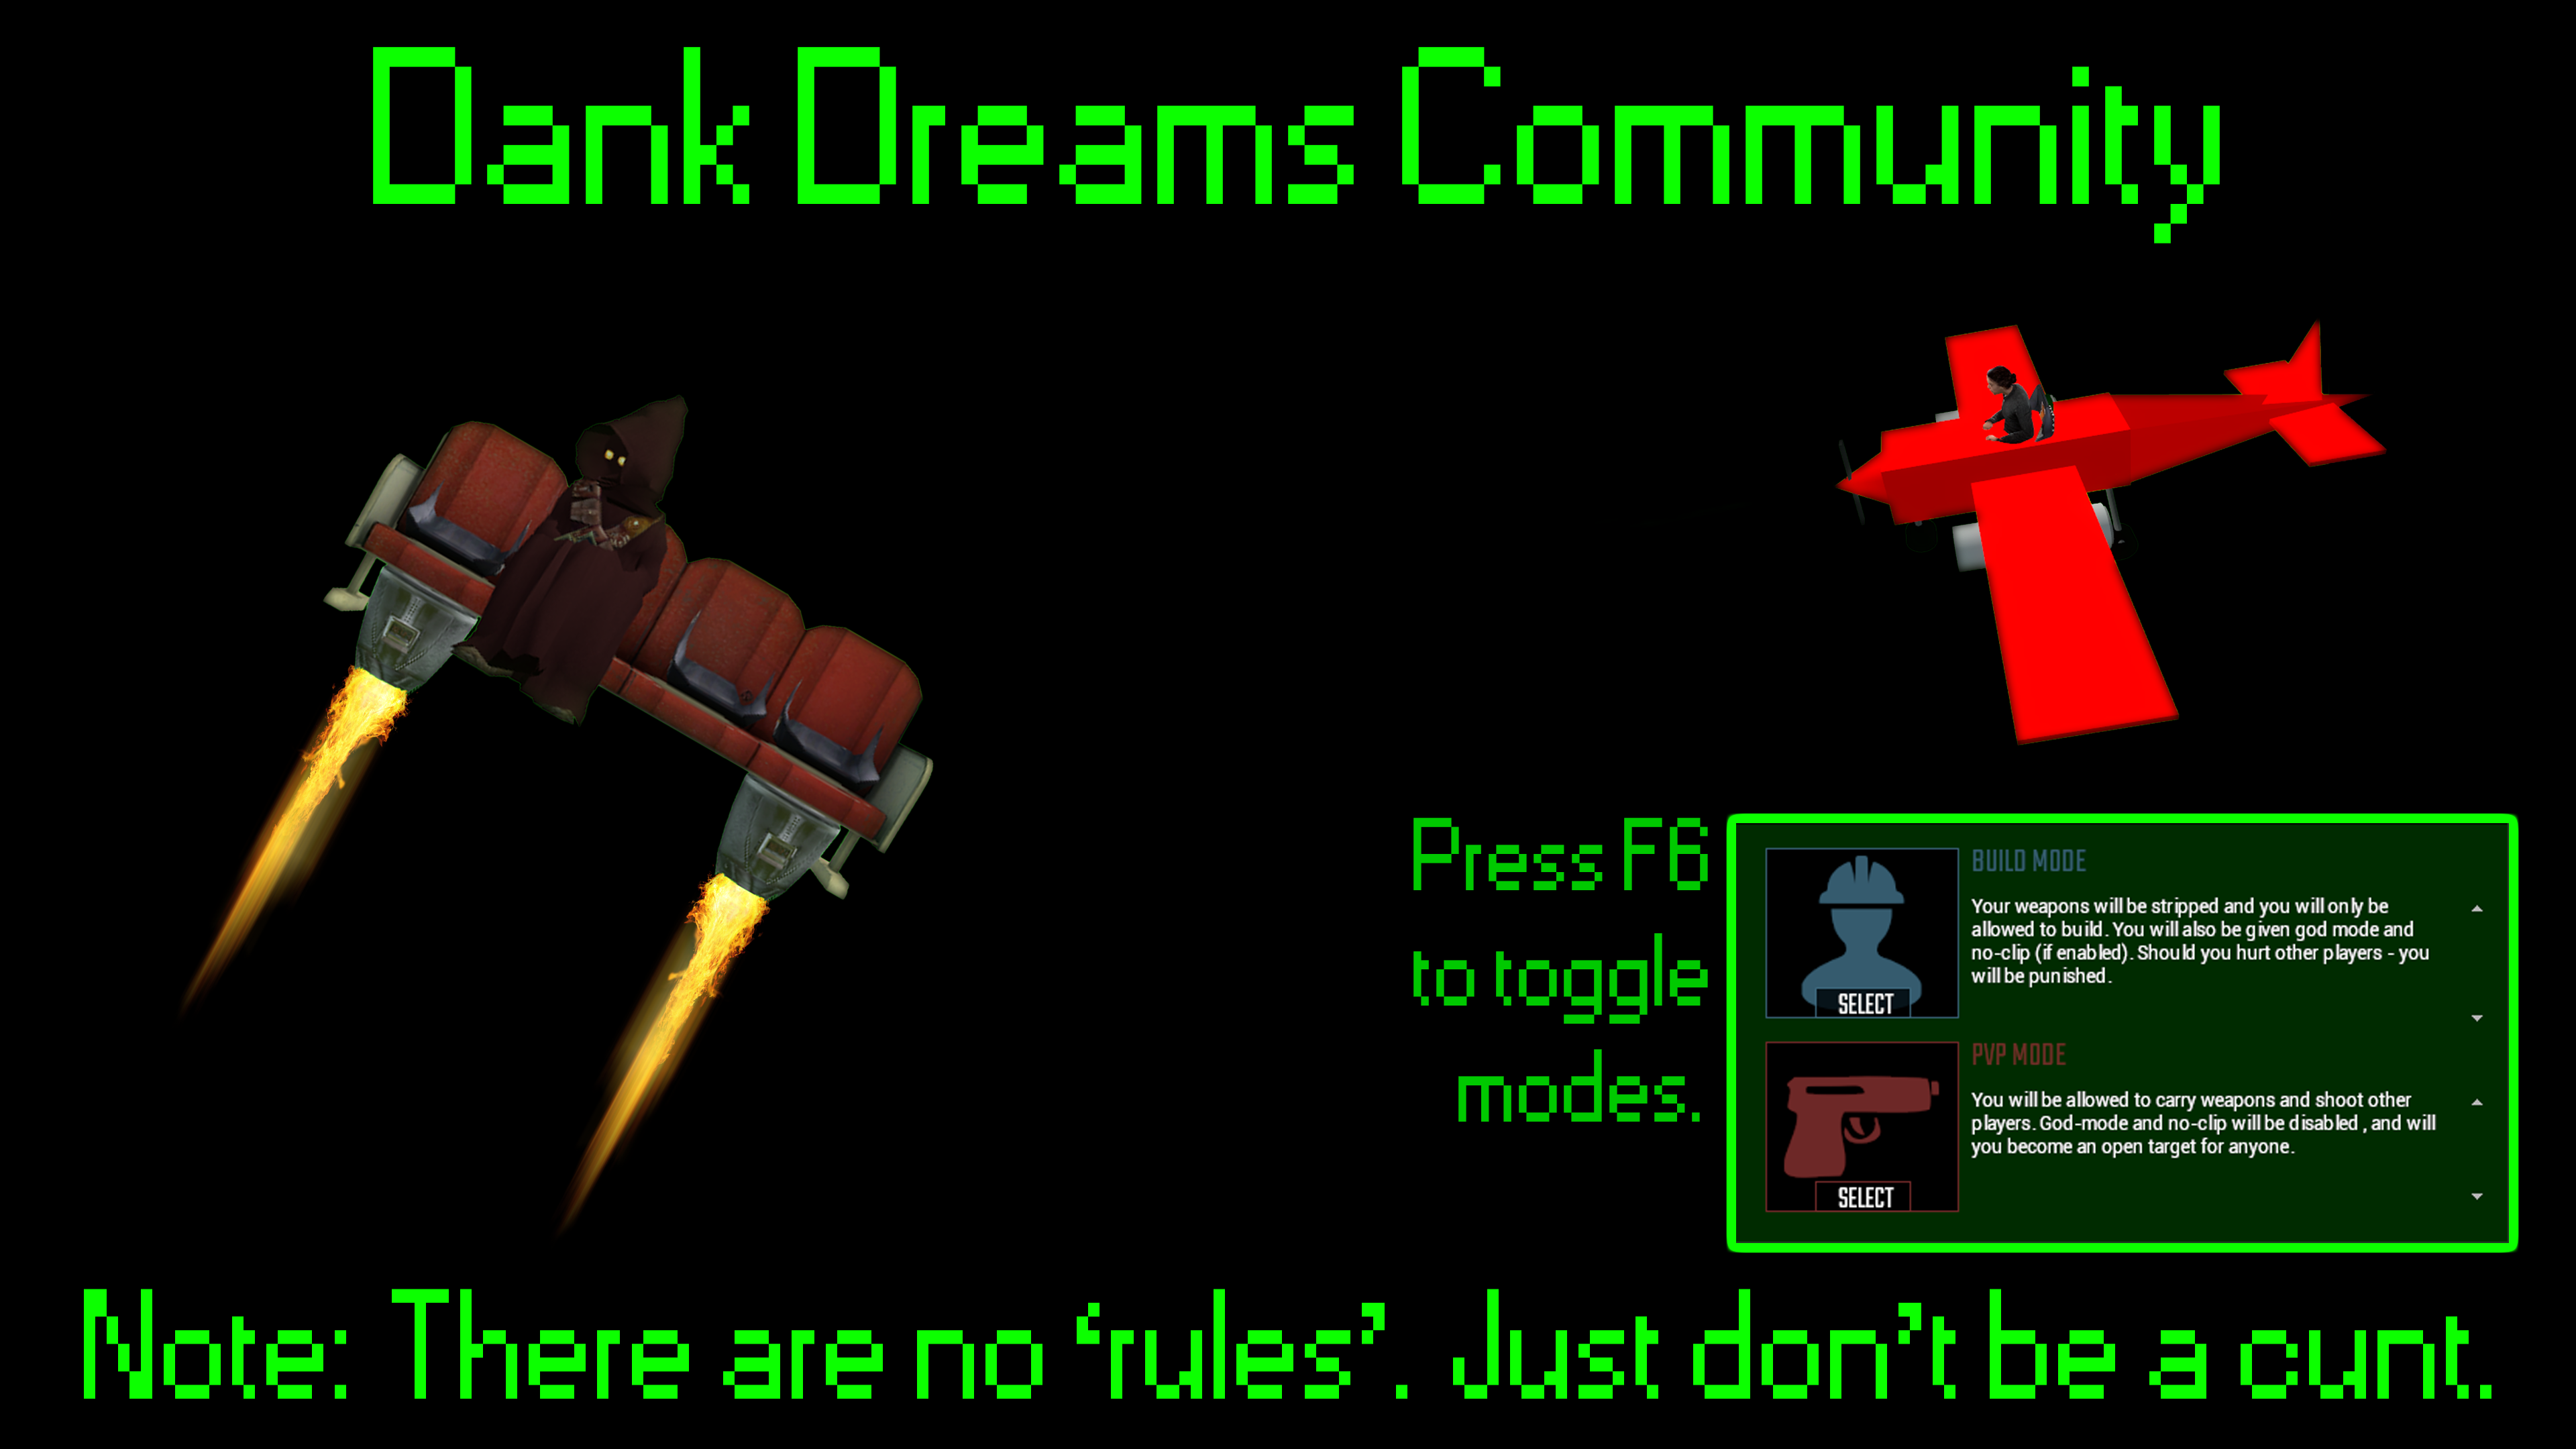 Dank Dreams Community
Press F6
to toggle
modes.
BUILD MODE
Your weapons will be stripped and you will only be
allowed to build. You will also be given god mode and
no-clip (if enabled). Should you hurt other players - you
will be punished.
SELECT
PVP MODE
You will be allowed to carry weapons and shoot other
players. God-mode and no-clip will be disabled , and will
you become an open target for anyone.
SELECT
Note: There are no ‘rules’. Just don’t be a cunt.